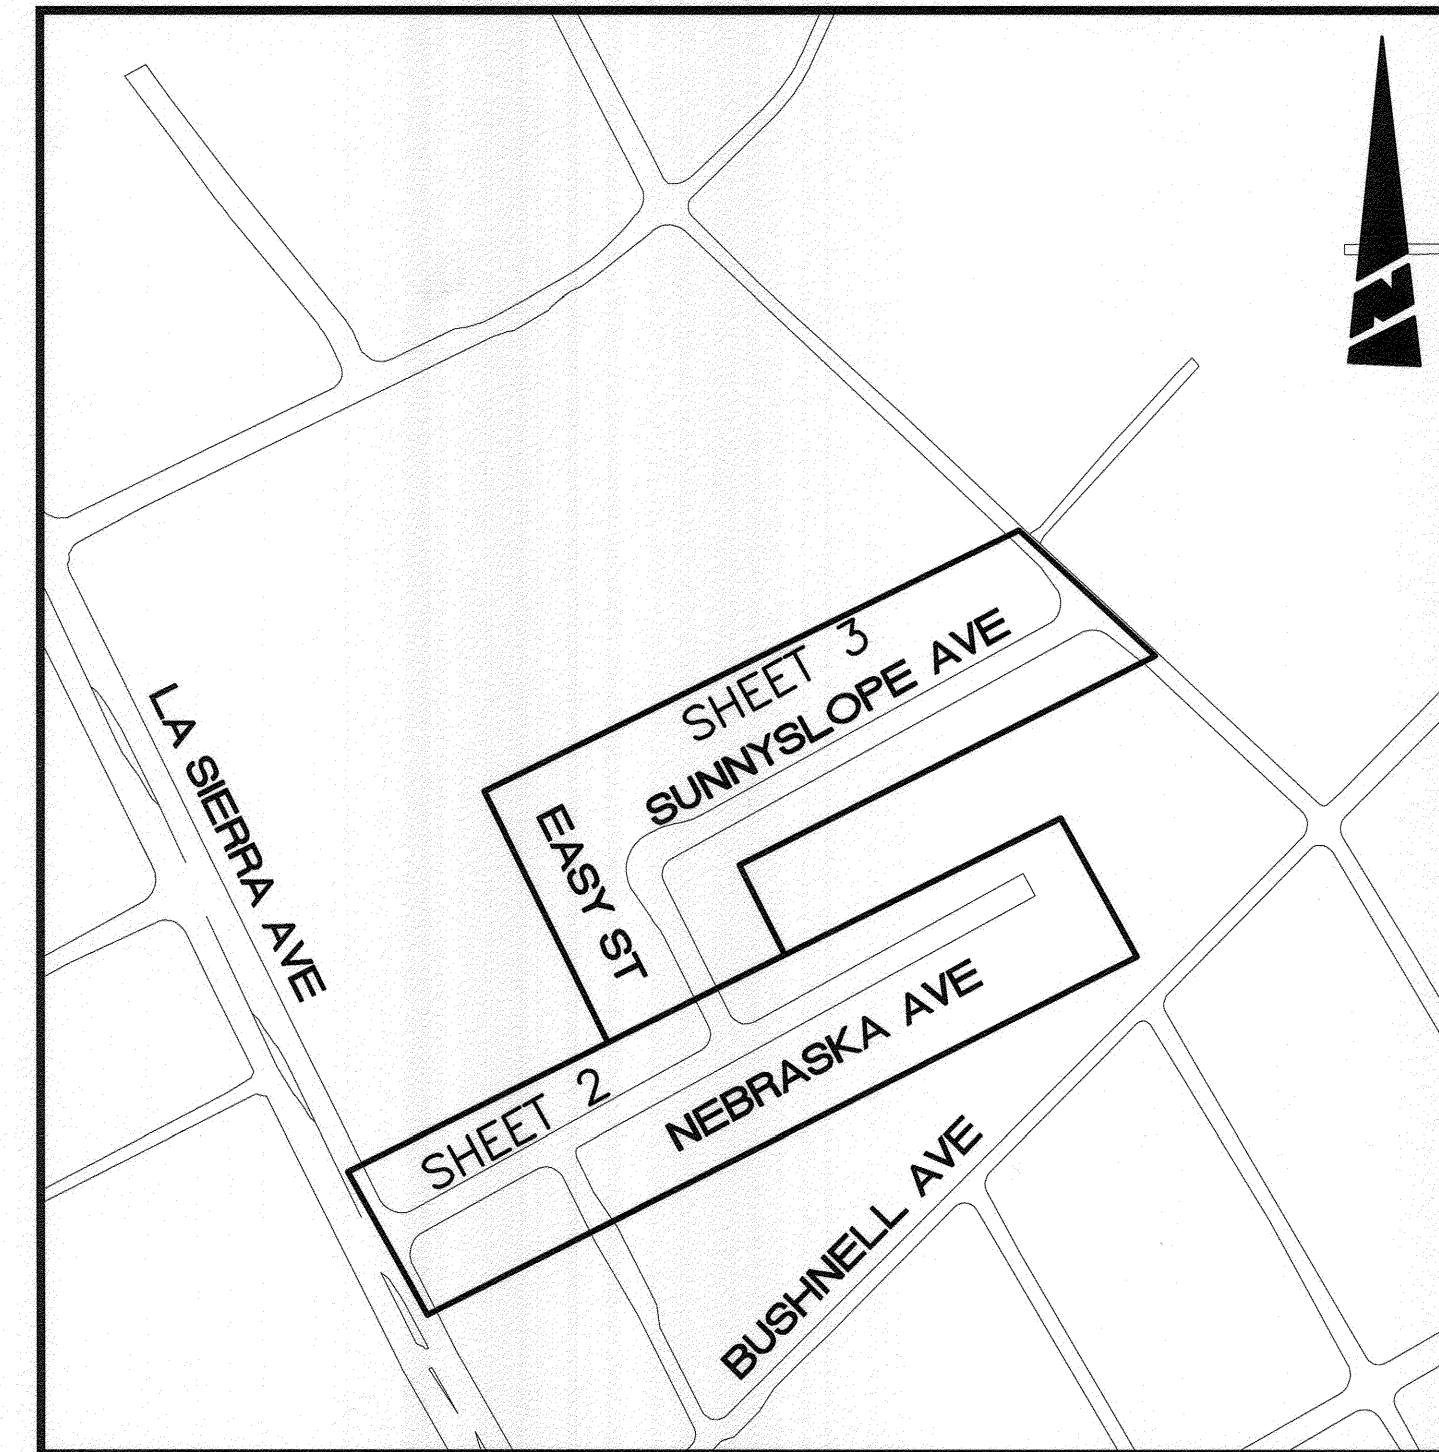 N
SHEET 3
SUNNYSLOPE AVE
LA SIERRA AVE
EASY ST
NEBRASKA AVE
SHEET 2
BUSHNELL AVE